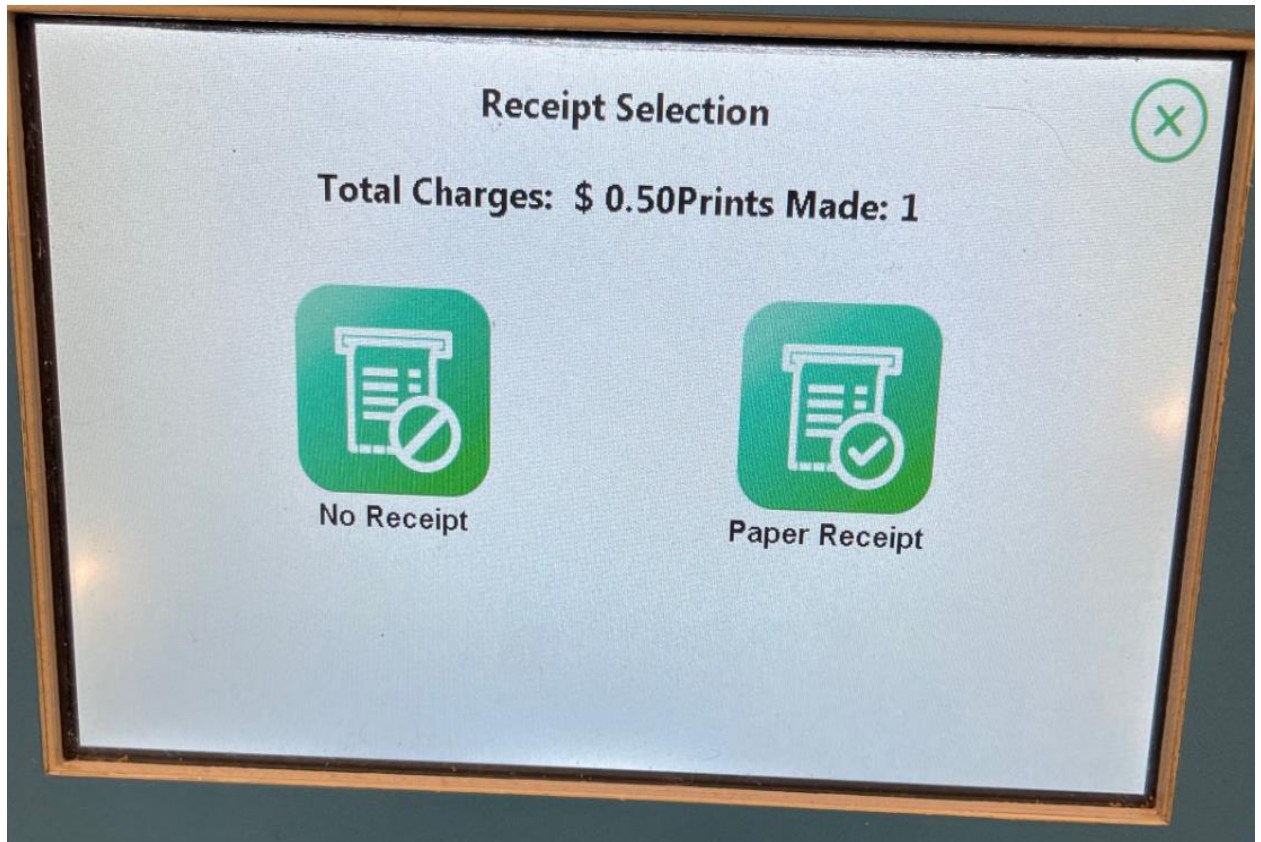 Receipt Selection
Total Charges:  $ 0.50Prints Made: 1
No Receipt
Paper Receipt